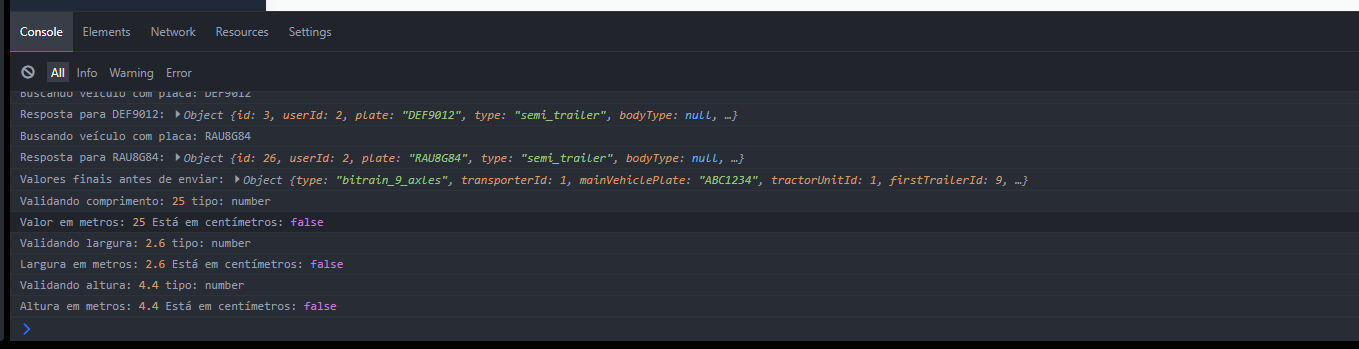 Console Elements Network Resources Settings
All Info Warning Error
Buscando veículo com placa: DEF9012
Resposta para DEF9012: ▶Object {id: 3, userId: 2, plate: "DEF9012", type: "semi_trailer", bodyType: null, …}
Buscando veículo com placa: RAU8G84
Resposta para RAU8G84: ▶Object {id: 26, userId: 2, plate: "RAU8G84", type: "semi_trailer", bodyType: null, …}
Valores finais antes de enviar: ▶Object {type: "bitrain_9_axles", transporterId: 1, mainVehiclePlate: "ABC1234", tractorUnitId: 1, firstTrailerId: 9, …}
Validando comprimento: 25 tipo: number
Valor em metros: 25 Está em centímetros: false
Validando largura: 2.6 tipo: number
Largura em metros: 2.6 Está em centímetros: false
Validando altura: 4.4 tipo: number
Altura em metros: 4.4 Está em centímetros: false